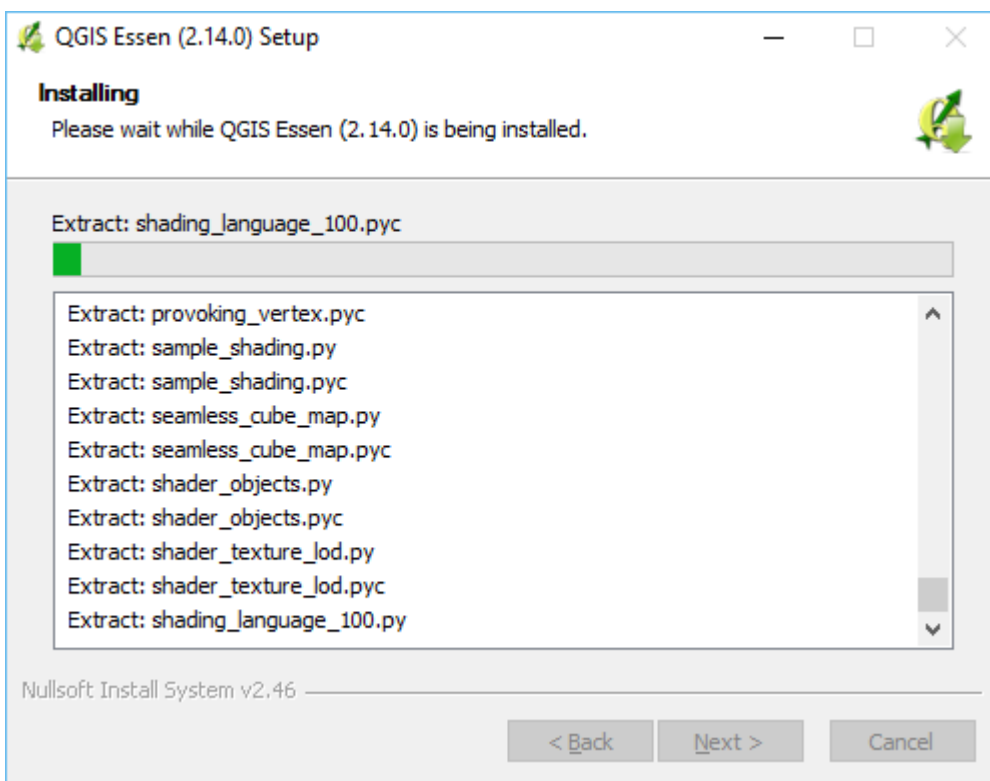 QGIS Essen (2.14.0) Setup
Installing
Please wait while QGIS Essen (2.14.0) is being installed.
Extract: shading_language_100.pyc
Extract: provoking_vertex.pyc
Extract: sample_shading.py
Extract: sample_shading.pyc
Extract: seamless_cube_map.py
Extract: seamless_cube_map.pyc
Extract: shader_objects.py
Extract: shader_objects.pyc
Extract: shader_texture_lod.py
Extract: shader_texture_lod.pyc
Extract: shading_language_100.py
Nullsoft Install System v2.46
< Back Next > Cancel